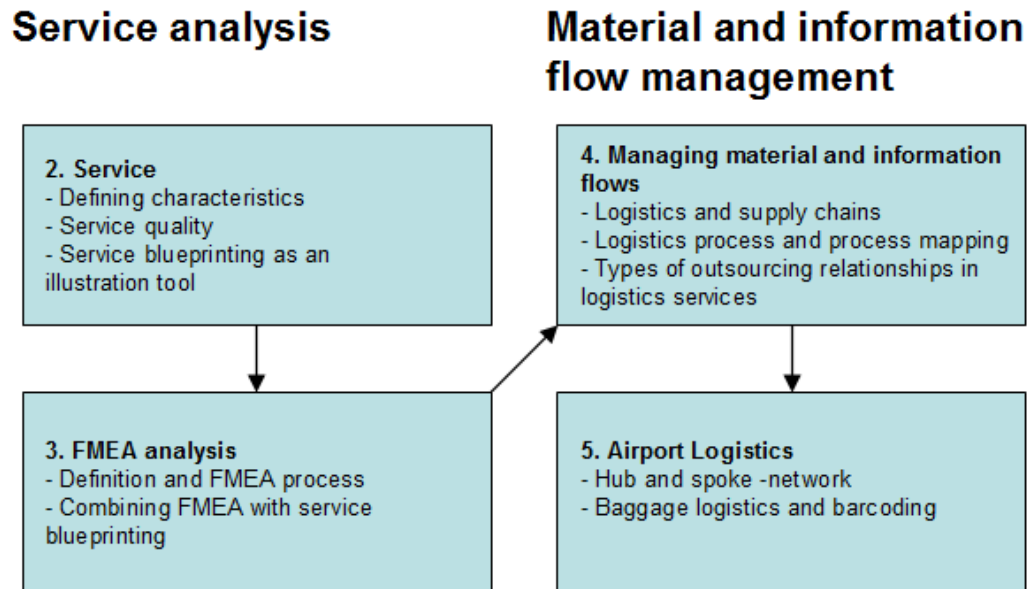 Service analysis
Material and information
flow management
2. Service
- Defining characteristics
- Service quality
- Service blueprinting as an
illustration tool
3. FMEA analysis
- Definition and FMEA process
- Combining FMEA with service
blueprinting
4. Managing material and information
flows
- Logistics and supply chains
- Logistics process and process mapping
- Types of outsourcing relationships in
logistics services
5. Airport Logistics
- Hub and spoke -network
- Baggage logistics and barcoding